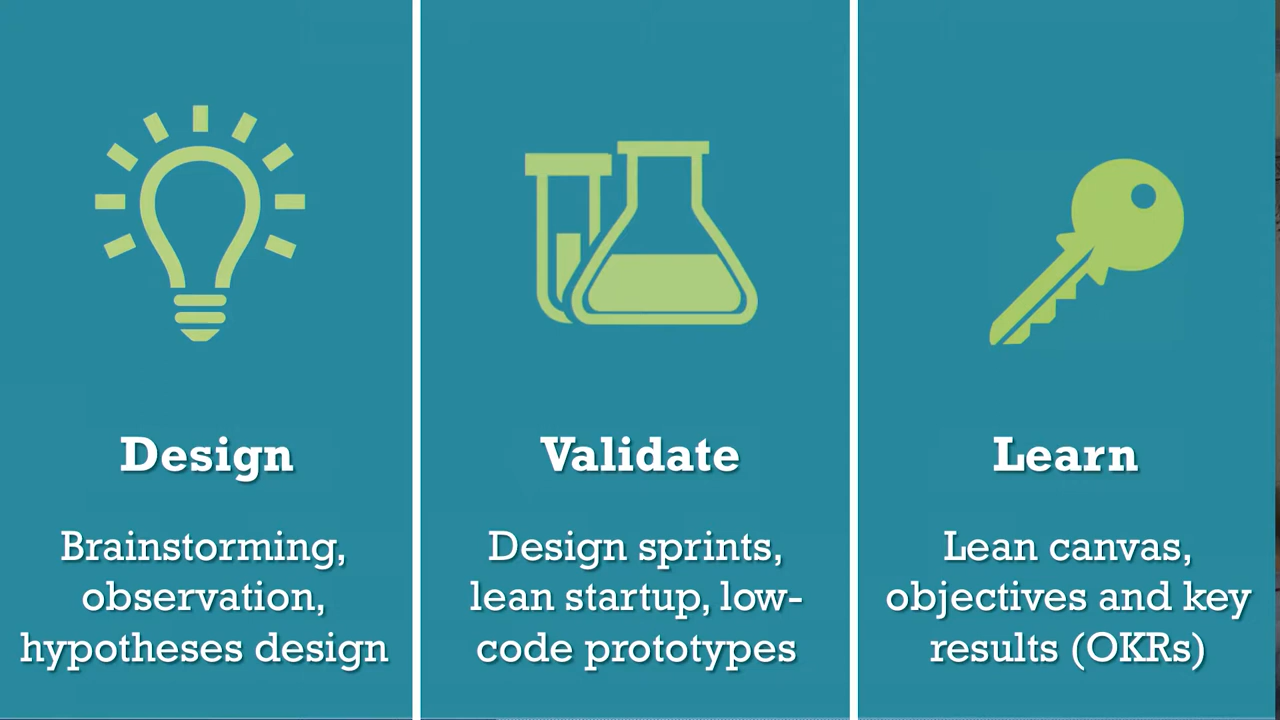 Design
Brainstorming,
observation,
hypotheses design
Validate
Design sprints,
lean startup, low-
code prototypes
Learn
Lean canvas,
objectives and key
results (OKRs)